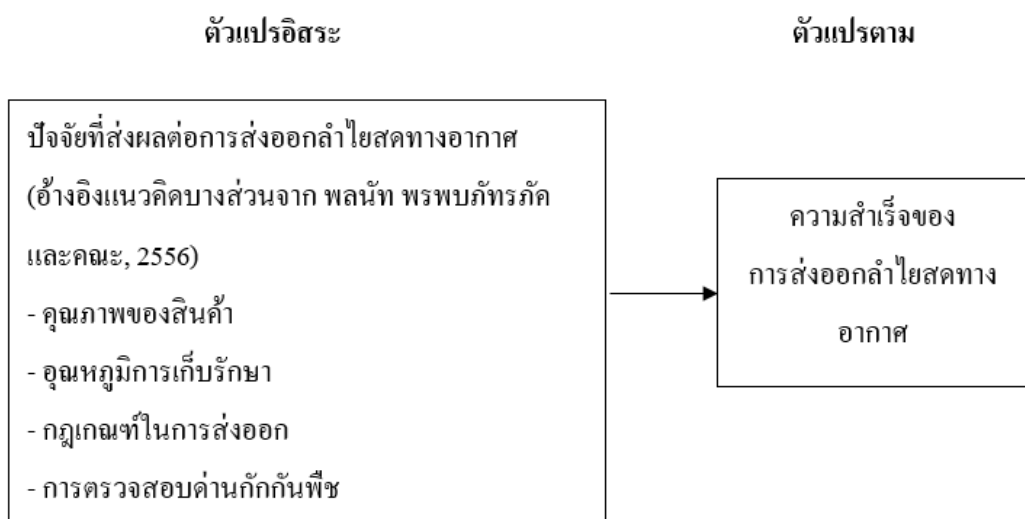 ตัวแปรอิสระ
ตัวแปรตาม
ปัจจัยที่ส่งผลต่อการส่งออกลำไยสดทางอากาศ
(อ้างอิงแนวคิดบางส่วนจาก พลนัท พรพบภัทรภัค
และคณะ, 2556)
- คุณภาพของสินค้า
- อุณหภูมิการเก็บรักษา
- กฎเกณฑ์ในการส่งออก
- การตรวจสอบด่านกักกันพืช
ความสำเร็จของ
การส่งออกลำไยสดทาง
อากาศ